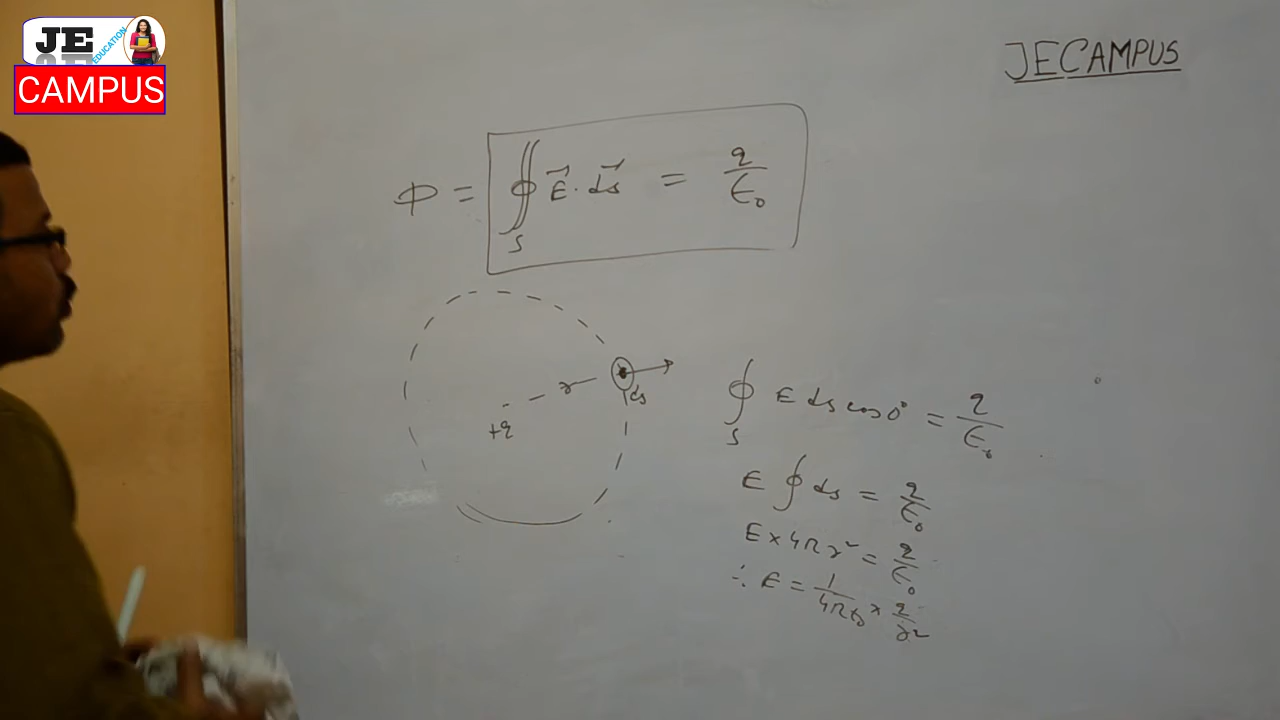 JE
EDUCATION
CAMPUS
JECAMPUS
Φ = ∯ₛ E⃗ · ds⃗ = q/ε₀
r
ds
+q
∮ₛ E ds cos 0° = q/ε₀
E ∮ ds = q/ε₀
E × 4πr² = q/ε₀
∴ E = 1/4πε₀ × q/r²